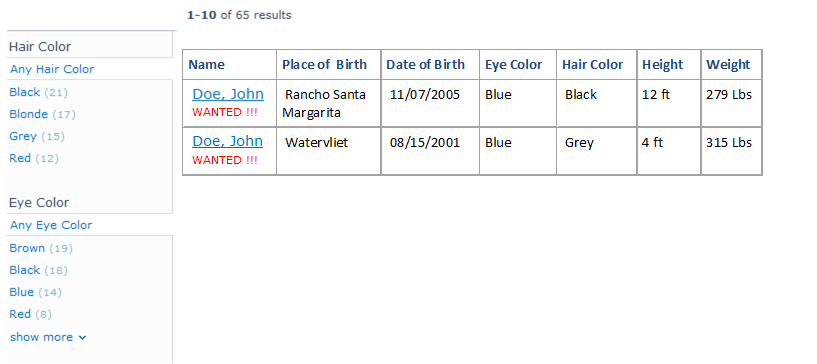 1-10 of 65 results
Hair Color
Any Hair Color
Black (21)
Blonde (17)
Grey (15)
Red (12)
Eye Color
Any Eye Color
Brown (19)
Black (18)
Blue (14)
Red (8)
show more
Name Place of Birth Date of Birth Eye Color Hair Color Height Weight
Doe, John Rancho Santa 11/07/2005 Blue Black 12 ft 279 Lbs
WANTED !!! Margarita
Doe, John Watervliet 08/15/2001 Blue Grey 4 ft 315 Lbs
WANTED !!!